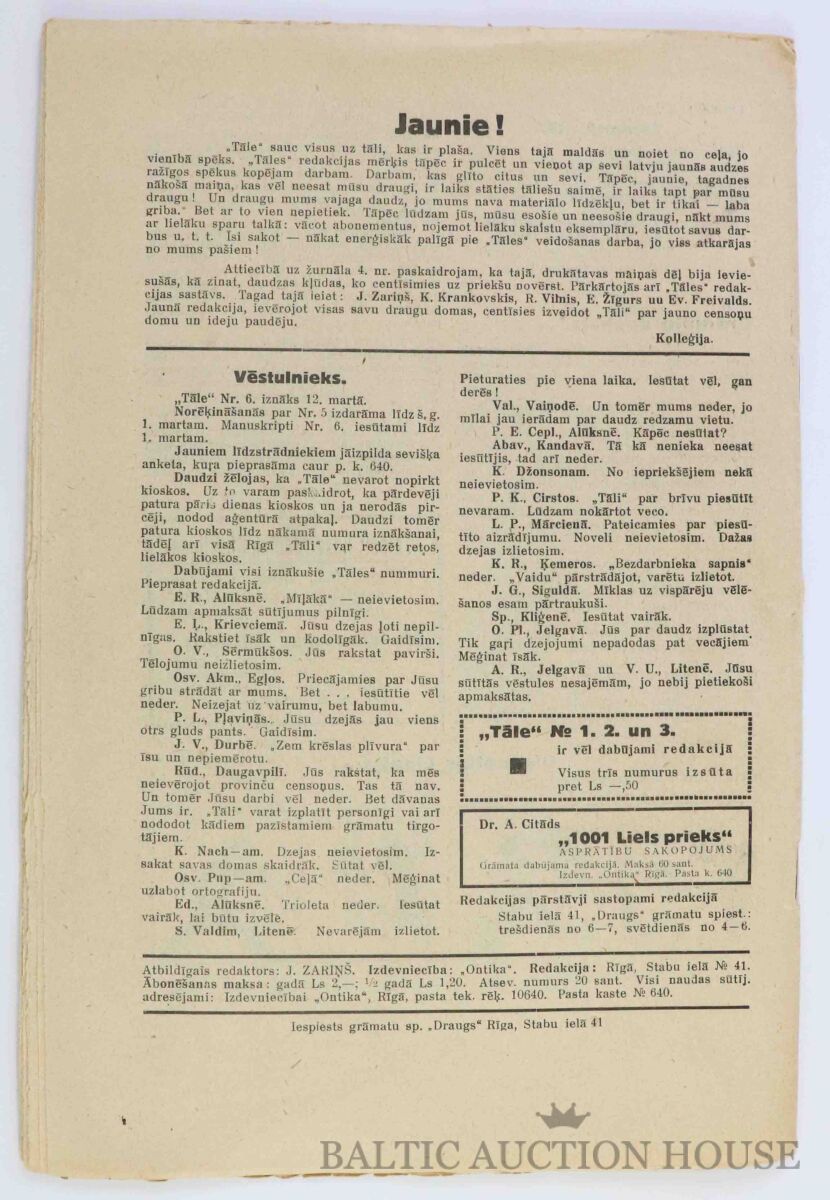 Jaunie!
„Tāle“ sauc visus uz tāli, kas ir plaša. Viens tajā maldās un noiet no ceļa, jo
vienībā spēks. „Tāles“ redakcijas mērķis tāpēc ir pulcēt un vienot ap sevi latvju jaunās audzes
ražīgos spēkus kopējam darbam. Darbam, kas glīto citus un sevi. Tāpēc, jaunie, tagadnes
nākošā maiņa, kas vēl neesat mūsu draugi, ir laiks stāties tāliešu saimē, ir laiks tapt par mūsu
draugu! Un draugu mums vajaga daudz, jo mums nava materiālo līdzekļu, bet ir tikai — laba
griba. Bet ar to vien nepietiek. Tāpēc lūdzam jūs, mūsu esošie un neesošie draugi, nākt mums
ar lielāku sparu talkā: vācot abonementus, noņemot lielāku skaistu eksemplāru, iesūtot savus dar-
bus u. t. t. Īsi sakot — nākat enerģiskāk palīgā pie „Tāles“ veidošanas darba, jo viss atkarājas
no mums pašiem!
Attiecībā uz žurnāla 4. nr. paskaidrojam, ka tajā, drukātavas maiņas dēļ bija ievie-
sušās, kā zinat, daudzas kļūdas, ko centīsimies uz priekšu novērst. Pārkārtojās arī „Tāles“ redak-
cijas sastāvs. Tagad tajā ieiet: J. Zariņš, K. Krankovskis, R. Vilnis, E. Žīgurs uu Ev. Freivalds.
Jaunā redakcija, ievērojot visas savu draugu domas, centīsies izveidot „Tāli“ par jauno censoņu
domu un ideju paudēju.
Kolleģija.
Vēstulnieks.
„Tāle“ Nr. 6. iznāks 12. martā.
Norēķināšanās par Nr. 5 izdarāma līdz š. g.
1. martam. Manuskripti Nr. 6. iesūtami līdz
1. martam.
Jauniem līdzstrādniekiem jāizpilda sevišķa
anketa, kuŗa pieprasāma caur p. k. 640.
Daudzi žēlojas, ka „Tāle“ nevarot nopirkt
kioskos. Uz to varam paskaidrot, ka pārdevēji
patura pāris dienas kioskos un ja nerodās pir-
cēji, nodod aģentūrā atpakaļ. Daudzi tomēr
patura kioskos līdz nākamā numura iznākšanai,
tādēļ arī visā Rīgā „Tāli“ var redzēt retos,
lielākos kioskos.
Dabūjami visi iznākušie „Tāles“ nummuri.
Pieprasat redakcijā.
E. R., Alūksnē. „Mīļākā“ — neievietosim.
Lūdzam apmaksāt sūtījumus pilnīgi.
E. Ļ., Krievciemā. Jūsu dzejas ļoti nepil-
nīgas. Rakstiet īsāk un kodolīgāk. Gaidīsim.
O. V., Sērmūkšos. Jūs rakstat pavirši.
Tēlojumu neizlietosim.
Osv. Akm., Egļos. Priecājamies par Jūsu
gribu strādāt ar mums. Bet . . . iesūtītie vēl
neder. Neizejat uz vairumu, bet labumu.
P. L., Pļaviņās. Jūsu dzejās jau viens
otrs gluds pants. Gaidīsim.
J. V., Durbē. „Zem krēslas plīvura“ par
īsu un nepiemērotu.
Rūd., Daugavpilī. Jūs rakstat, ka mēs
neievērojot provinču censoņus. Tas tā nav.
Un tomēr Jūsu darbi vēl neder. Bet dāvanas
Jums ir. „Tāli“ varat izplatīt personīgi vai arī
nododot kādiem pazīstamiem grāmatu tirgo-
tājiem.
K. Nach—am. Dzejas neievietosim. Iz-
sakat savas domas skaidrāk. Sūtat vēl.
Osv. Pup—am. „Ceļā“ neder. Mēģinat
uzlabot ortografiju.
Ed., Alūksnē. Trioleta neder. Iesūtat
vairāk, lai būtu izvēle.
S. Valdim, Litenē. Nevarējām izlietot.
Pieturaties pie viena laika. Iesūtat vēl, gan
derēs!
Val., Vaiņodē. Un tomēr mums neder, jo
mīlai jau ierādam par daudz redzamu vietu.
P. E. Cepl., Alūksnē. Kāpēc nesūtat?
Abav., Kandavā. Tā kā nenieka neesat
iesūtījis, tad arī neder.
K. Džonsonam. No iepriekšējiem nekā
neievietosim.
P. K., Cirstos. „Tāli“ par brīvu piesūtīt
nevaram. Lūdzam nokārtot veco.
L. P., Mārcienā. Pateicamies par piesū-
tīto aizrādījumu. Noveli neievietosim. Dažas
dzejas izlietosim.
K. R., Ķemeros. „Bezdarbnieka sapnis“
neder. „Vaidu“ pārstrādājot, varētu izlietot.
J. G., Siguldā. Mīklas uz vispārēju vēlē-
šanos esam pārtraukuši.
Sp., Kliģenē. Iesūtat vairāk.
O. Pl., Jelgavā. Jūs par daudz izplūstat
Tik gaŗi dzejojumi nepadodas pat vecājiem
Mēģinat īsāk.
A. R., Jelgavā un V. U., Litenē. Jūsu
sūtītās vēstules nesaņēmām, jo nebij pietiekoši
apmaksātas.
„Tāle“ № 1. 2. un 3.
ir vēl dabūjami redakcijā
Visus trīs numurus izsūta
pret Ls —,50
Dr. A. Citāds
„1001 Liels prieks“
ASPRĀTĪBU SAKOPOJUMS
Grāmata dabūjama redakcijā. Maksā 60 sant.
Izdevn. „Ontika“ Rīgā. Pasta k. 640
Redakcijas pārstāvji sastopami redakcijā
Stabu ielā 41, „Draugs“ grāmatu spiest.:
trešdienās no 6—7, svētdienās no 4—6.
Atbildīgais redaktors: J. ZARIŅŠ. Izdevniecība: „Ontika“. Redakcija: Rīgā, Stabu ielā № 41.
Abonēšanas maksa: gadā Ls 2,—; ½ gadā Ls 1,20. Atsev. numurs 20 sant. Visi naudas sūtīj.
adresējami: Izdevniecībai „Ontika“, Rīgā, pasta tek. rēķ. 10640. Pasta kaste № 640.
Iespiests grāmatu sp. „Draugs“ Rīga, Stabu ielā 41
BALTIC AUCTION HOUSE